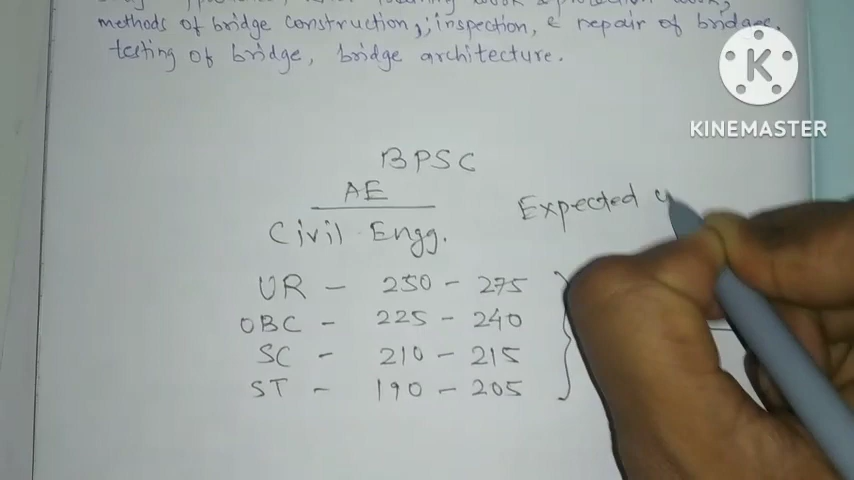 methods of bridge construction, inspection, & repair of bridges,
testing of bridge, bridge architecture.
KINEMASTER
BPSC
AE
Civil Engg.
Expected
UR - 250 - 275
OBC - 225 - 240
SC - 210 - 215
ST - 190 - 205